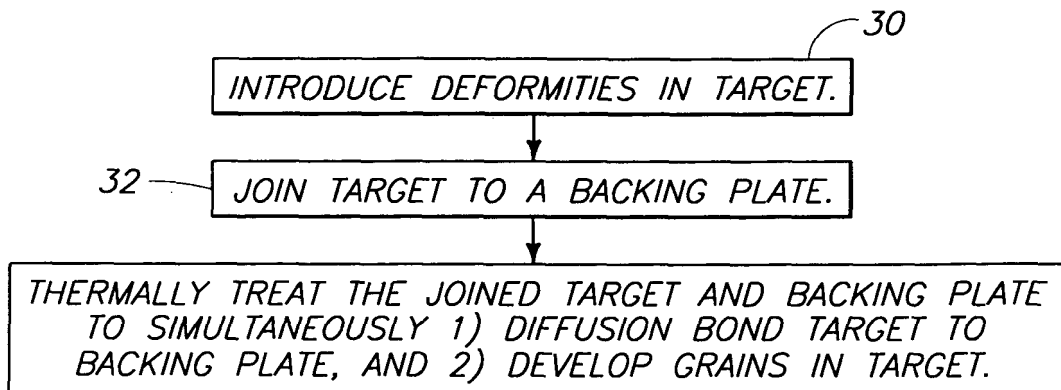 30
INTRODUCE DEFORMITIES IN TARGET.
32
JOIN TARGET TO A BACKING PLATE.
THERMALLY TREAT THE JOINED TARGET AND BACKING PLATE
TO SIMULTANEOUSLY 1) DIFFUSION BOND TARGET TO
BACKING PLATE, AND 2) DEVELOP GRAINS IN TARGET.